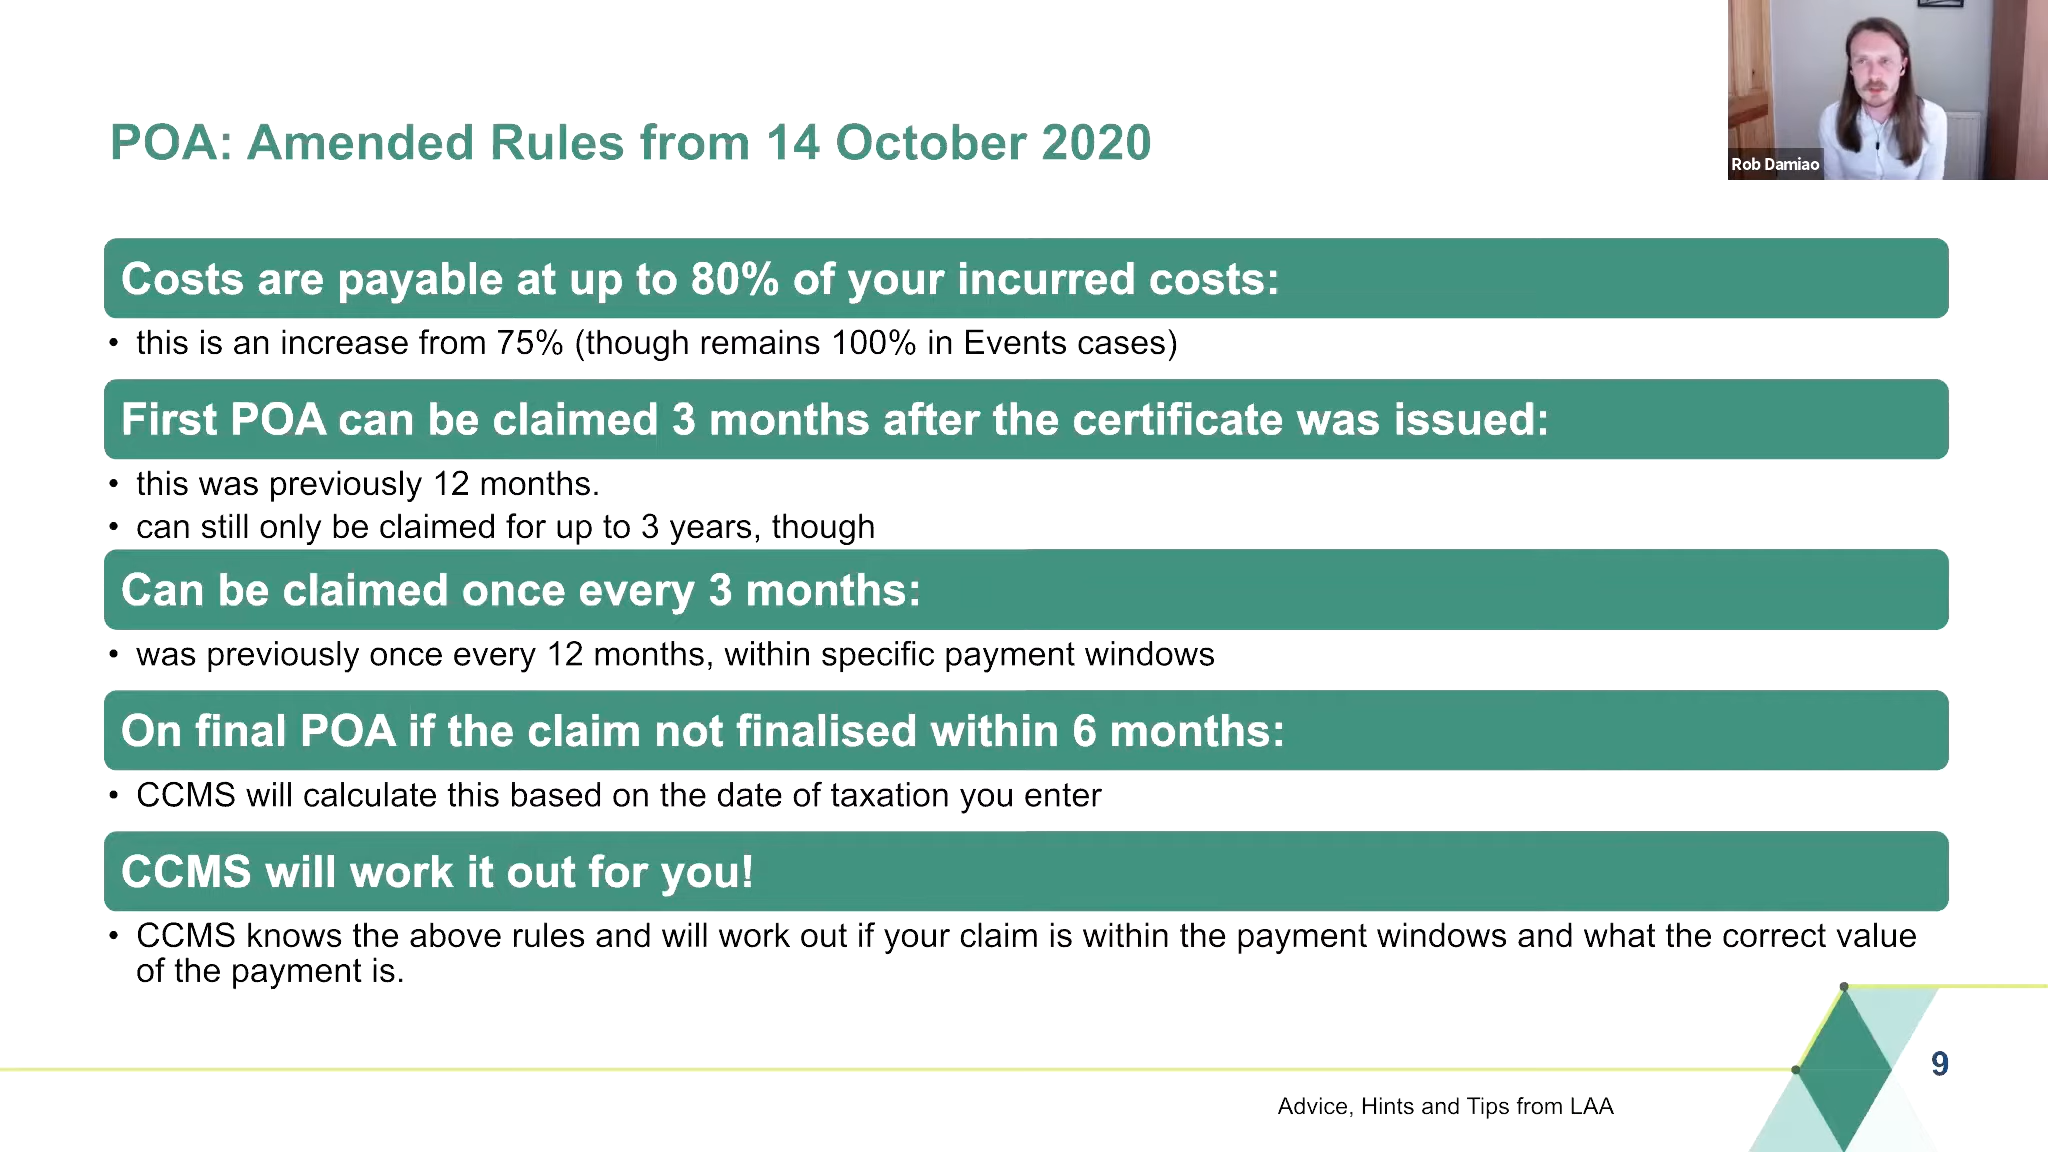 Rob Damiao
POA: Amended Rules from 14 October 2020
Costs are payable at up to 80% of your incurred costs:
• this is an increase from 75% (though remains 100% in Events cases)
First POA can be claimed 3 months after the certificate was issued:
• this was previously 12 months.
• can still only be claimed for up to 3 years, though
Can be claimed once every 3 months:
• was previously once every 12 months, within specific payment windows
On final POA if the claim not finalised within 6 months:
• CCMS will calculate this based on the date of taxation you enter
CCMS will work it out for you!
• CCMS knows the above rules and will work out if your claim is within the payment windows and what the correct value
of the payment is.
9
Advice, Hints and Tips from LAA